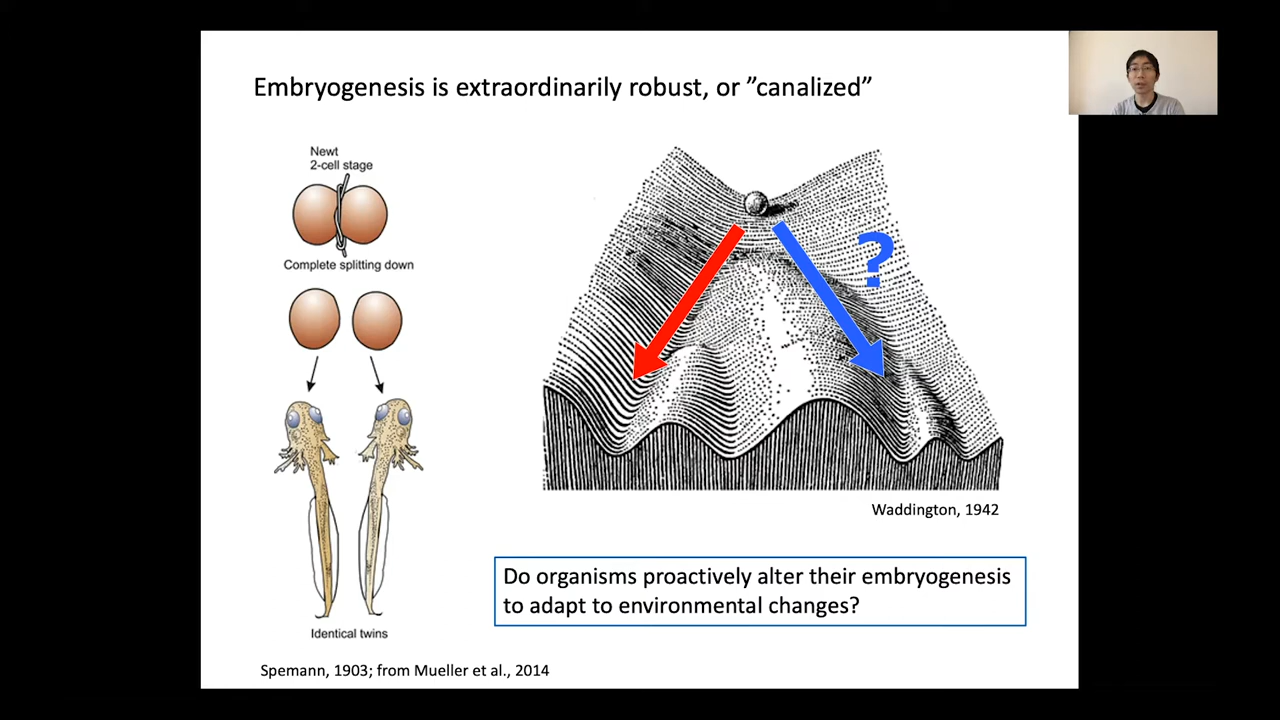 Embryogenesis is extraordinarily robust, or ”canalized”
Newt
2-cell stage
Complete splitting down
Identical twins
Spemann, 1903; from Mueller et al., 2014
?
Waddington, 1942
Do organisms proactively alter their embryogenesis
to adapt to environmental changes?